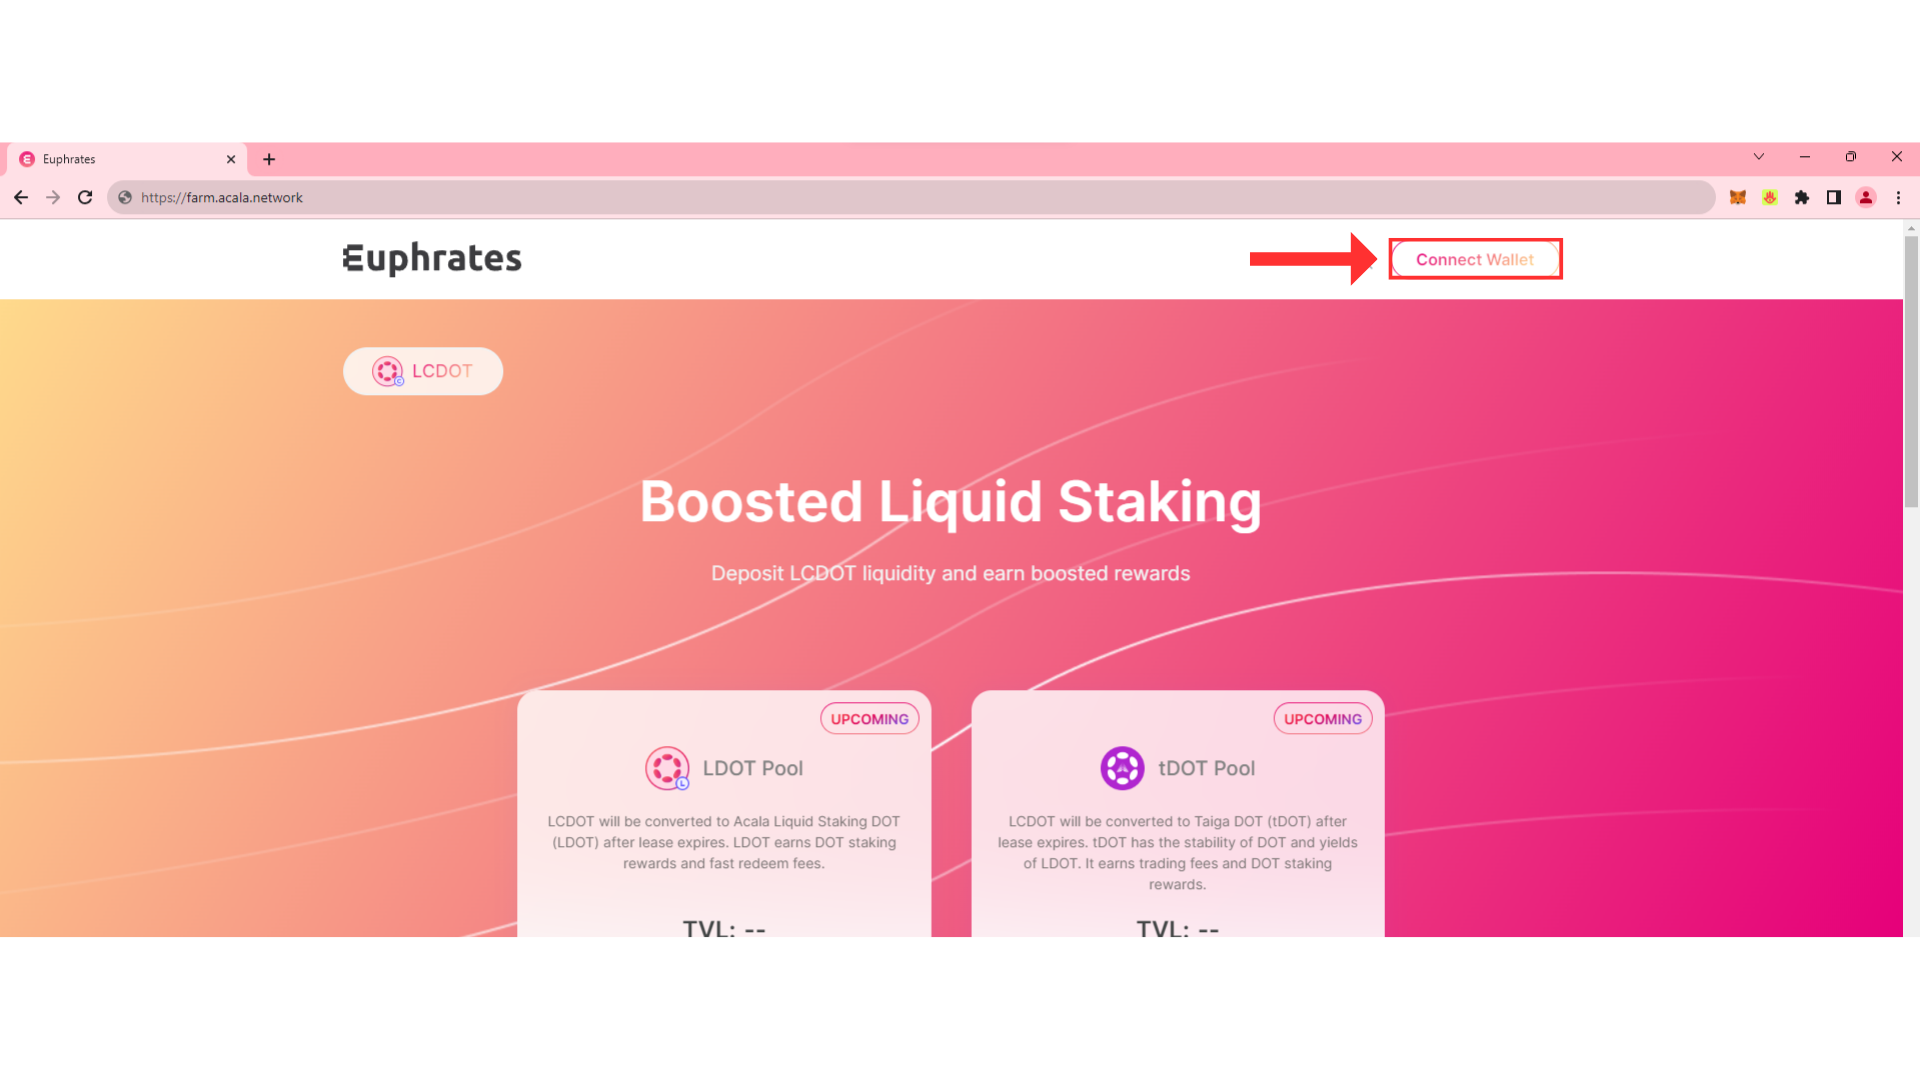 Euphrates
https://farm.acala.network
Euphrates
Connect Wallet
LCDOT
Boosted Liquid Staking
Deposit LCDOT liquidity and earn boosted rewards
UPCOMING
LDOT Pool
LCDOT will be converted to Acala Liquid Staking DOT
(LDOT) after lease expires. LDOT earns DOT staking
rewards and fast redeem fees.
TVL: --
UPCOMING
tDOT Pool
LCDOT will be converted to Taiga DOT (tDOT) after
lease expires. tDOT has the stability of DOT and yields
of LDOT. It earns trading fees and DOT staking
rewards.
TVL: --